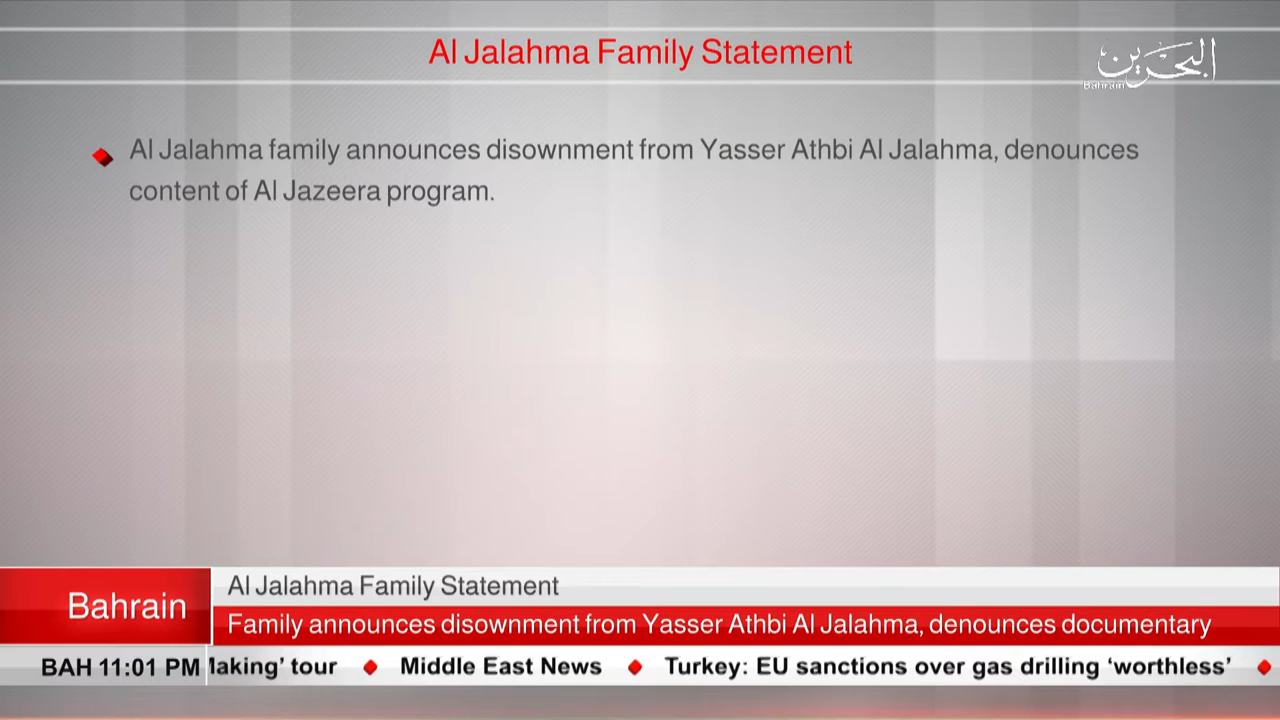 Al Jalahma Family Statement
البحرين
Bahrain
Al Jalahma family announces disownment from Yasser Athbi Al Jalahma, denounces
content of Al Jazeera program.
Bahrain
Al Jalahma Family Statement
Family announces disownment from Yasser Athbi Al Jalahma, denounces documentary
BAH 11:01 PM laking’ tour Middle East News Turkey: EU sanctions over gas drilling ‘worthless’